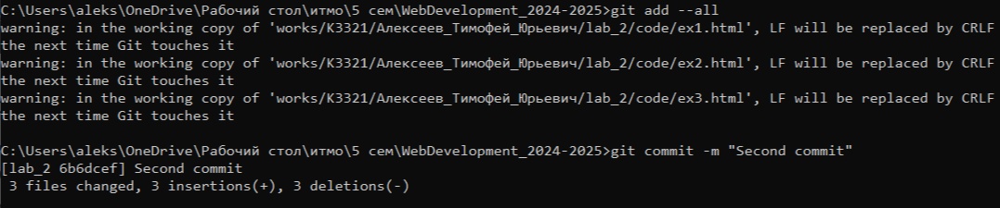 C:\Users\aleks\OneDrive\Рабочий стол\итмо\5 сем\WebDevelopment_2024-2025>git add --all
warning: in the working copy of 'works/K3321/Алексеев_Тимофей_Юрьевич/lab_2/code/ex1.html', LF will be replaced by CRLF
the next time Git touches it
warning: in the working copy of 'works/K3321/Алексеев_Тимофей_Юрьевич/lab_2/code/ex2.html', LF will be replaced by CRLF
the next time Git touches it
warning: in the working copy of 'works/K3321/Алексеев_Тимофей_Юрьевич/lab_2/code/ex3.html', LF will be replaced by CRLF
the next time Git touches it
C:\Users\aleks\OneDrive\Рабочий стол\итмо\5 сем\WebDevelopment_2024-2025>git commit -m "Second commit"
[lab_2 6b6dcef] Second commit
 3 files changed, 3 insertions(+), 3 deletions(-)